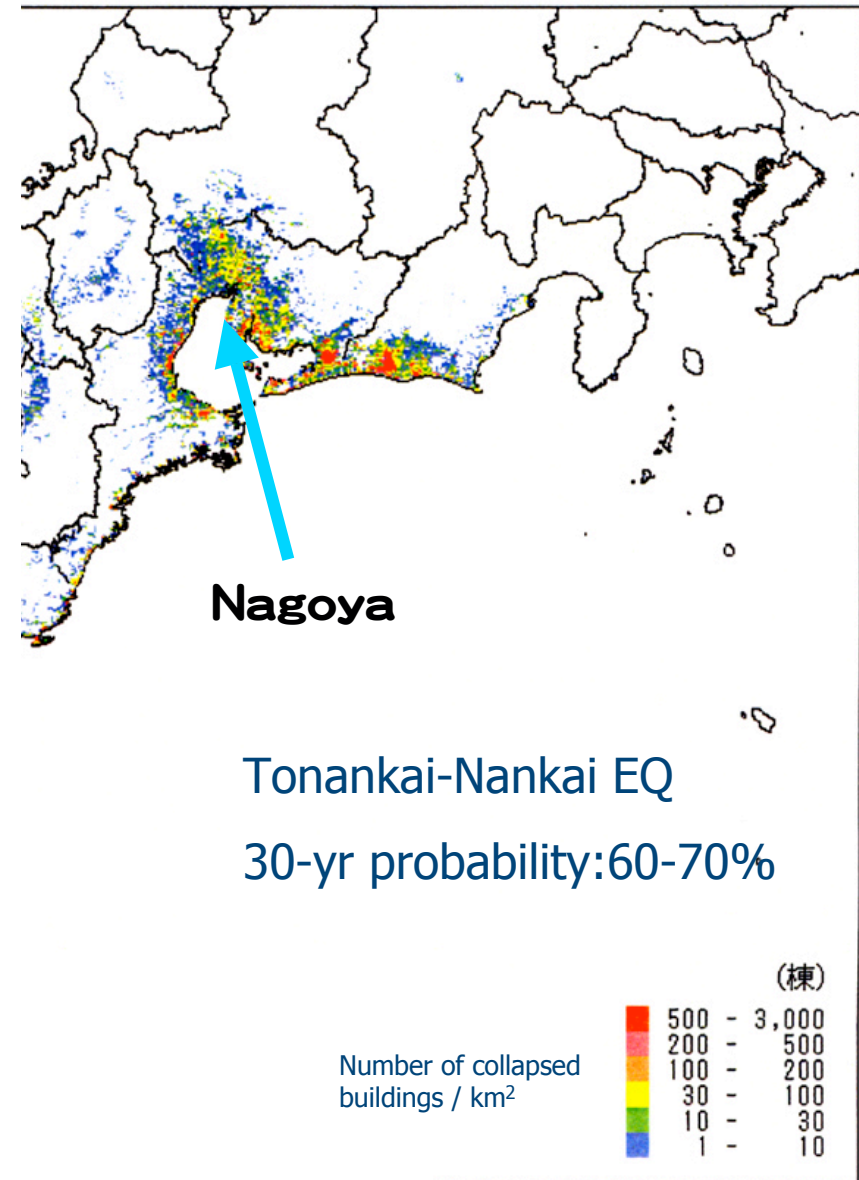 Nagoya
Tonankai-Nankai EQ
30-yr probability:60-70%
(棟)
Number of collapsed
buildings / km²
500 - 3,000
200 - 500
100 - 200
30 - 100
10 - 30
1 - 10